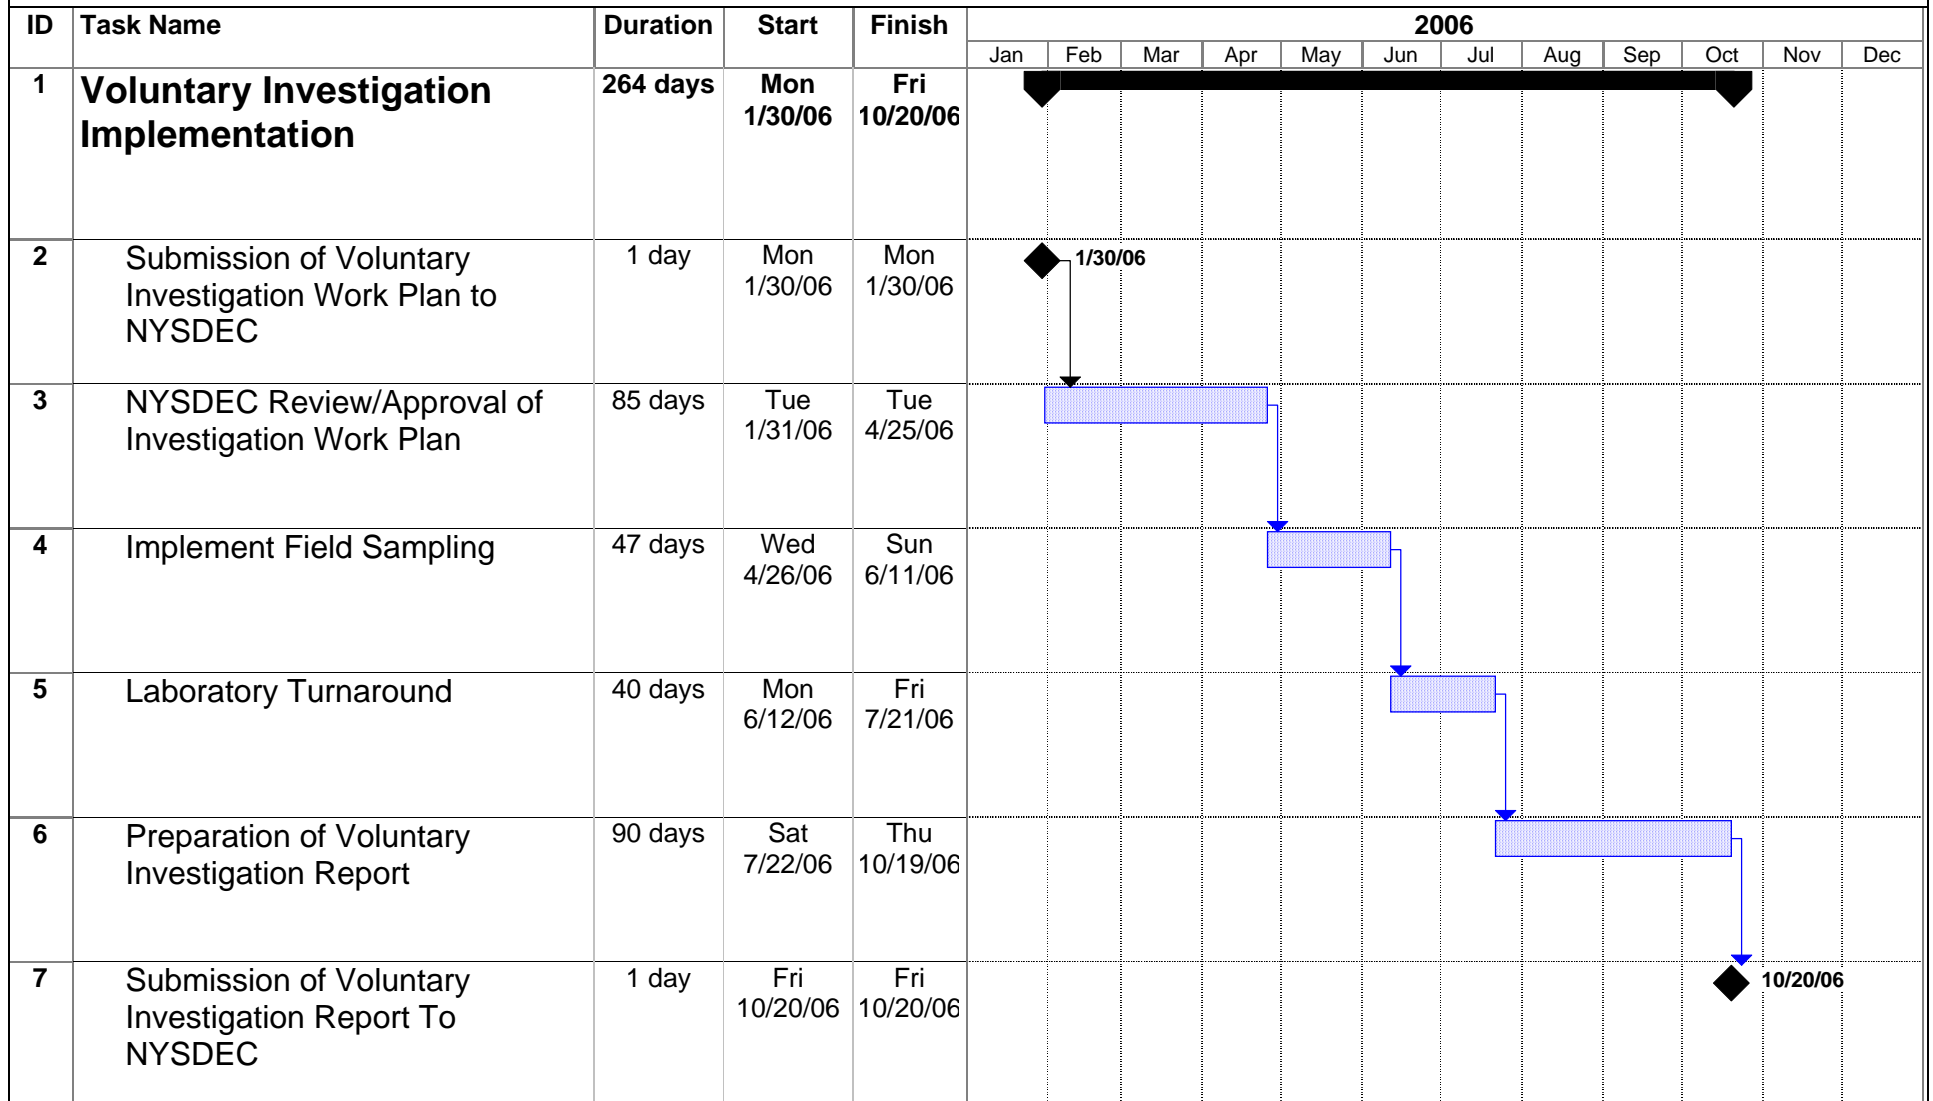 ID Task Name Duration Start Finish 2006
Jan Feb Mar Apr May Jun Jul Aug Sep Oct Nov Dec
1 Voluntary Investigation 264 days Mon Fri
Implementation 1/30/06 10/20/06
2 Submission of Voluntary 1 day Mon Mon 1/30/06
Investigation Work Plan to 1/30/06 1/30/06
NYSDEC
3 NYSDEC Review/Approval of 85 days Tue Tue
Investigation Work Plan 1/31/06 4/25/06
4 Implement Field Sampling 47 days Wed Sun
4/26/06 6/11/06
5 Laboratory Turnaround 40 days Mon Fri
6/12/06 7/21/06
6 Preparation of Voluntary 90 days Sat Thu
Investigation Report 7/22/06 10/19/06
7 Submission of Voluntary 1 day Fri Fri 10/20/06
Investigation Report To 10/20/06 10/20/06
NYSDEC